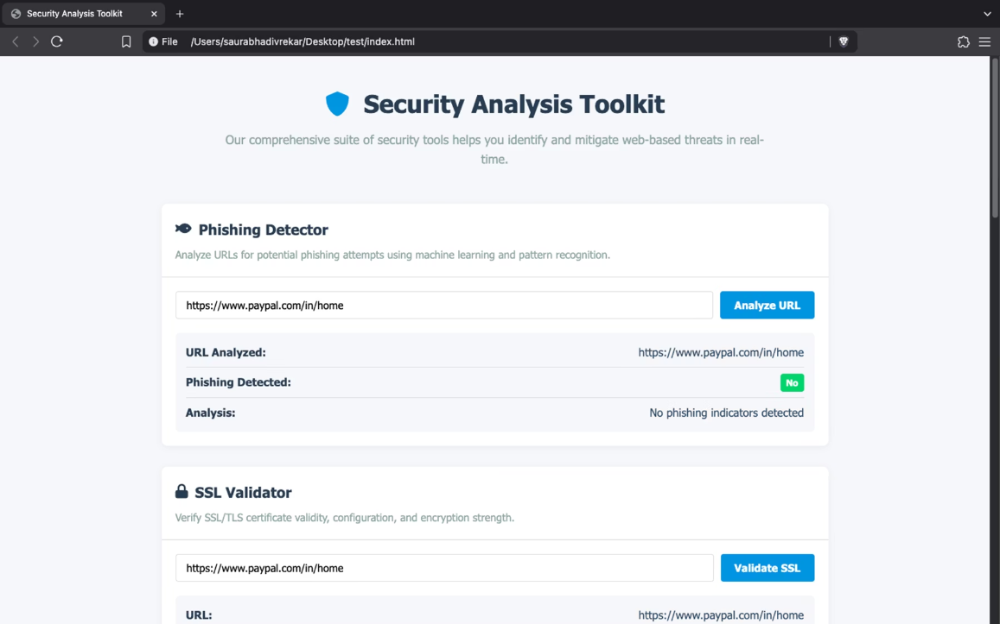 Security Analysis Toolkit
File /Users/saurabhadivrekar/Desktop/test/index.html
Security Analysis Toolkit
Our comprehensive suite of security tools helps you identify and mitigate web-based threats in real-
time.
Phishing Detector
Analyze URLs for potential phishing attempts using machine learning and pattern recognition.
https://www.paypal.com/in/home Analyze URL
URL Analyzed: https://www.paypal.com/in/home
Phishing Detected: No
Analysis: No phishing indicators detected
SSL Validator
Verify SSL/TLS certificate validity, configuration, and encryption strength.
https://www.paypal.com/in/home Validate SSL
URL: https://www.paypal.com/in/home